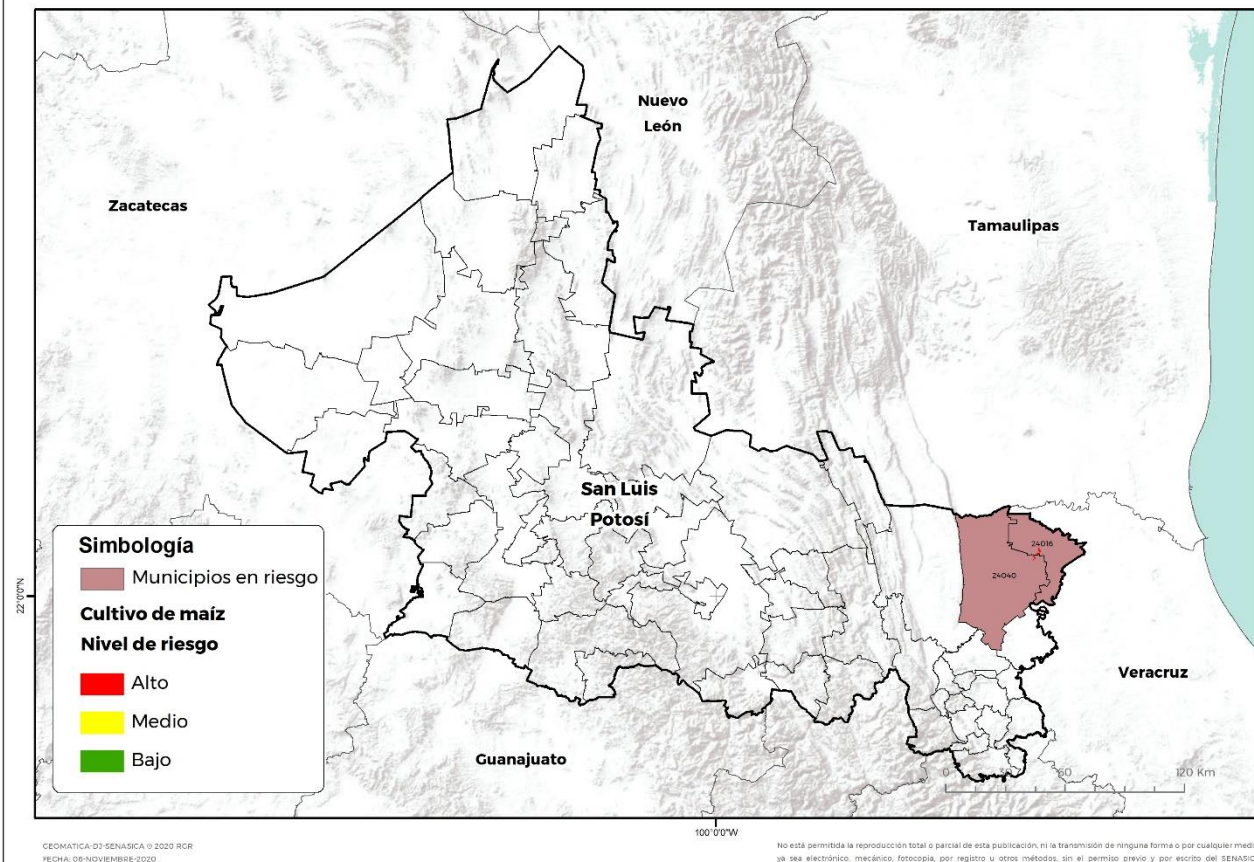 Nuevo
León
Zacatecas
Tamaulipas
San Luis
Potosí
24016
24040
Veracruz
Guanajuato
Simbología
Municipios en riesgo
Cultivo de maíz
Nivel de riesgo
Alto
Medio
Bajo
0 30 60 120 Km
22°0'0"N
100°0'0"W
GEOMATICA-DJ-SENASICA © 2020 RGR
FECHA: 06-NOVIEMBRE-2020
No está permitida la reproducción total o parcial de esta publicación, ni la transmisión de ninguna forma o por cualquier medi
ya sea electrónico, mecánico, fotocopia, por registro u otros métodos, sin el permiso previo y por escrito del SENASIC